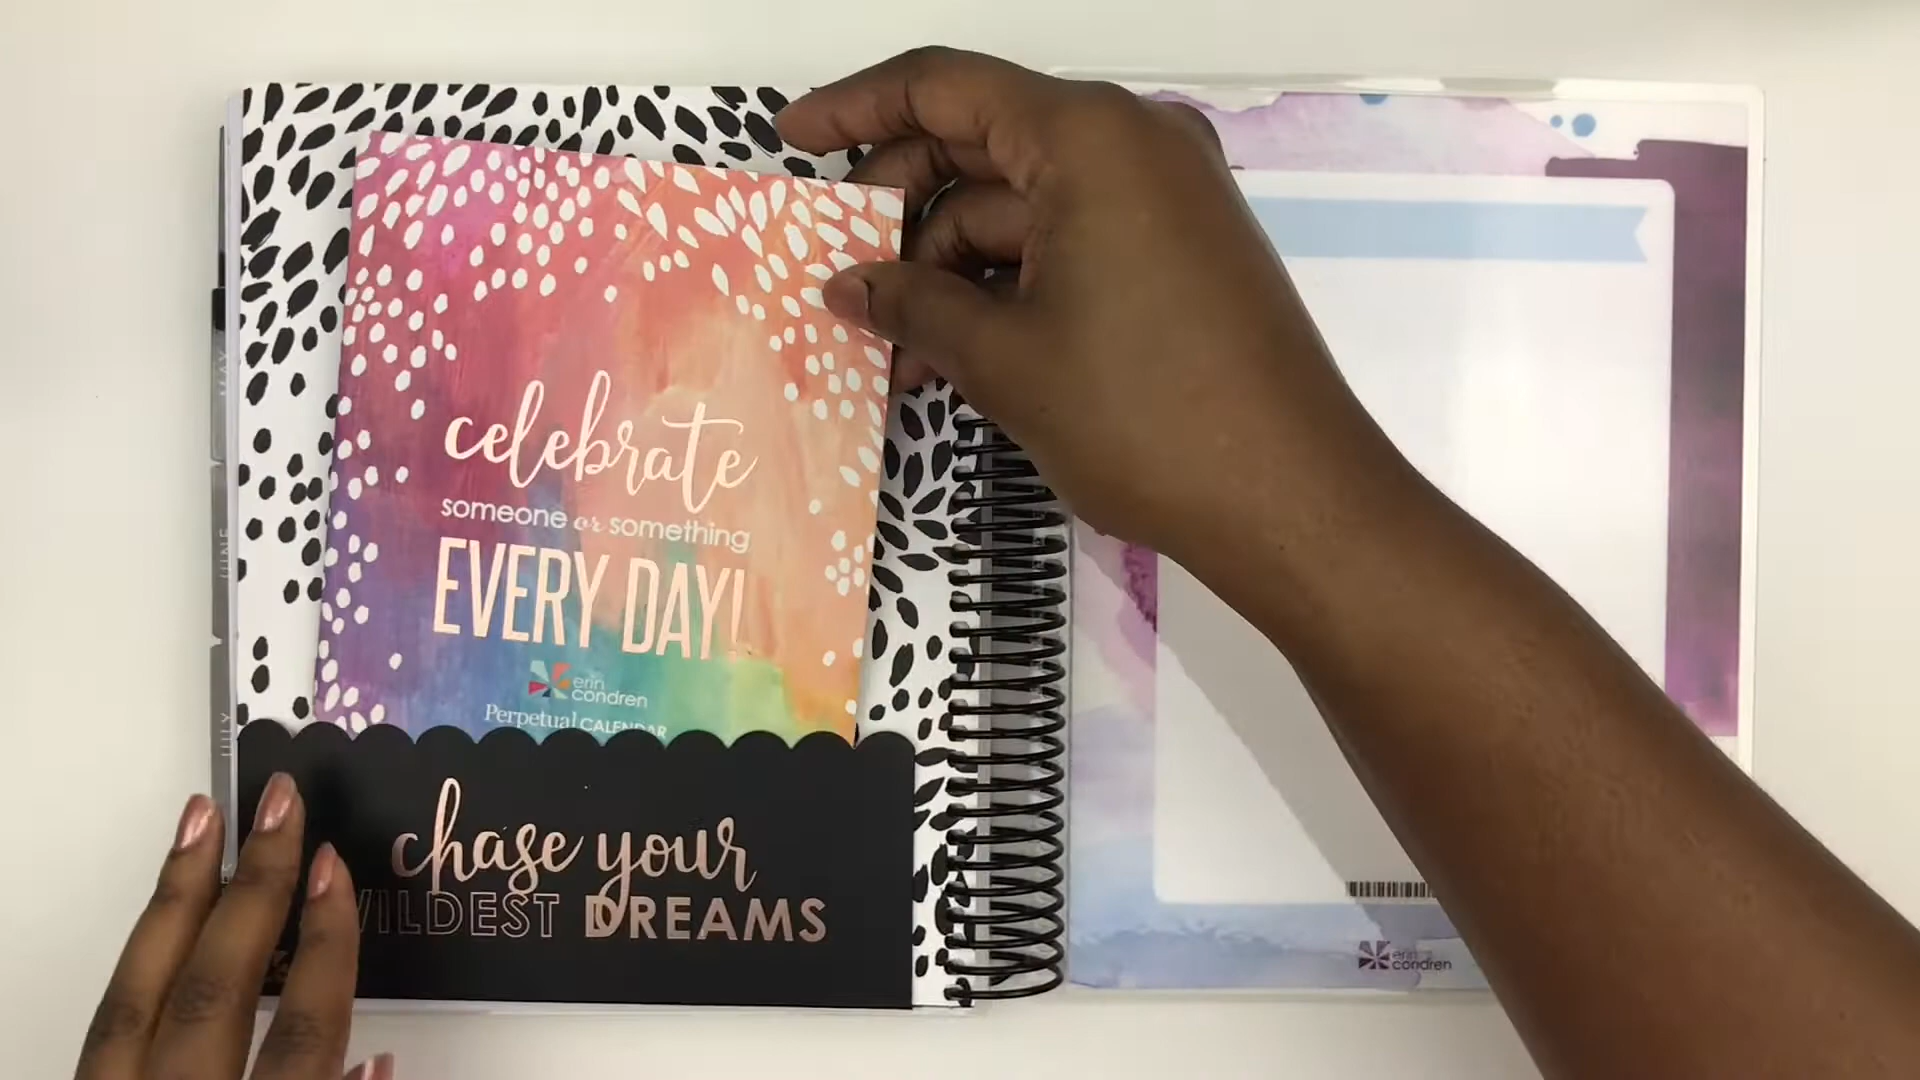 MAY
JUNE
JULY
celebrate
someone or something
EVERY DAY!
erin
condren
Perpetual CALENDAR
chase your
WILDEST DREAMS
erin
condren